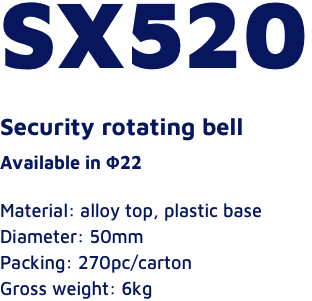 SX520
Security rotating bell
Available in Φ22
Material: alloy top, plastic base
Diameter: 50mm
Packing: 270pc/carton
Gross weight: 6kg